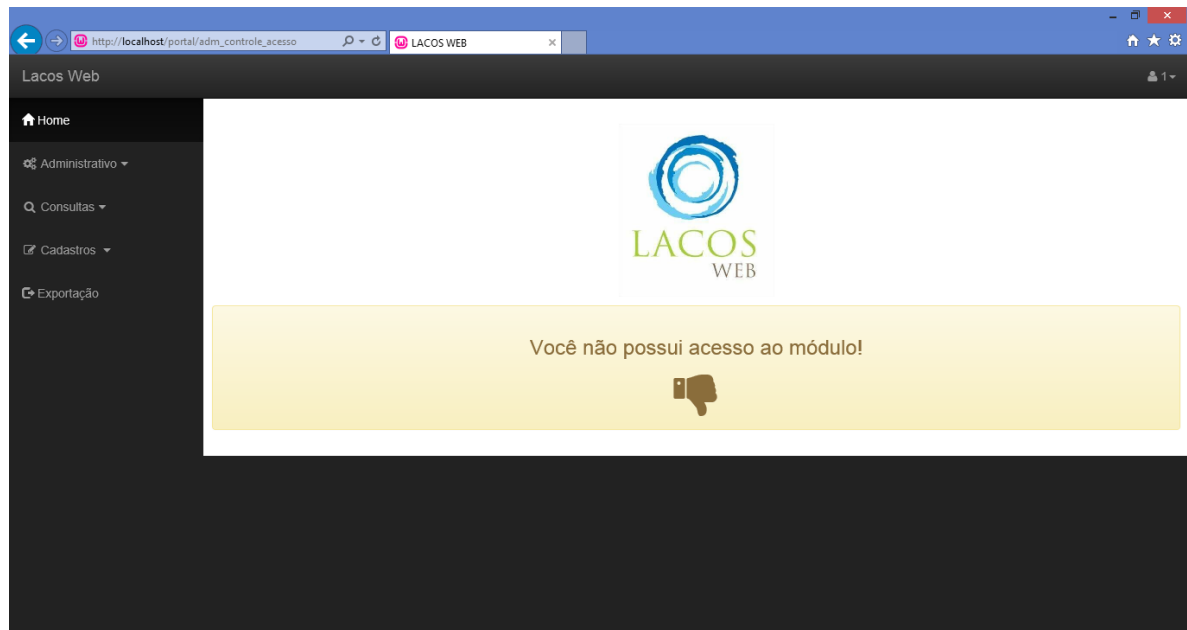 http://localhost/portal/adm_controle_acesso
LACOS WEB
Lacos Web
1
Home
Administrativo
Consultas
Cadastros
Exportação
LACOS
WEB
Você não possui acesso ao módulo!